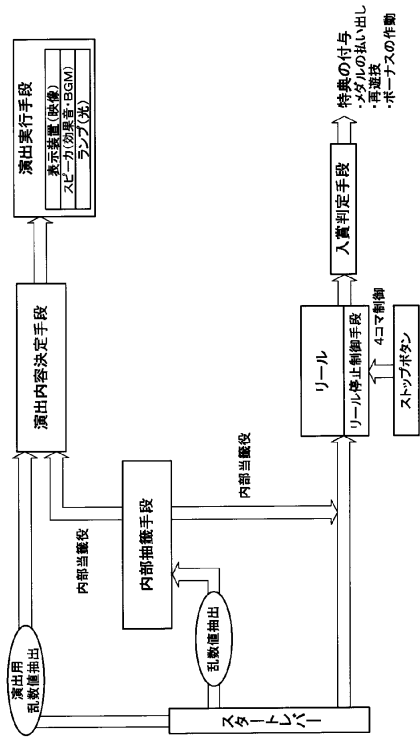 演出用
乱数値抽出
演出内容決定手段
演出実行手段
表示装置(映像)
スピーカ(効果音・BGM)
ランプ(光)
内部当籤役
内部抽籤手段
内部当籤役
乱数値抽出
スタートレバー
リール
リール停止制御手段
4コマ制御
ストップボタン
入賞判定手段
特典の付与
・メダルの払い出し
・再遊技
・ボーナスの作動